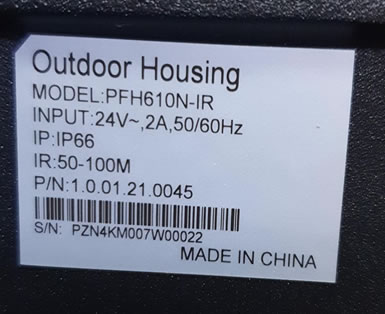 Outdoor Housing
MODEL:PFH610N-IR
INPUT:24V~,2A,50/60Hz
IP:IP66
IR:50-100M
P/N:1.0.01.21.0045
S/N: PZN4KM007W00022
MADE IN CHINA